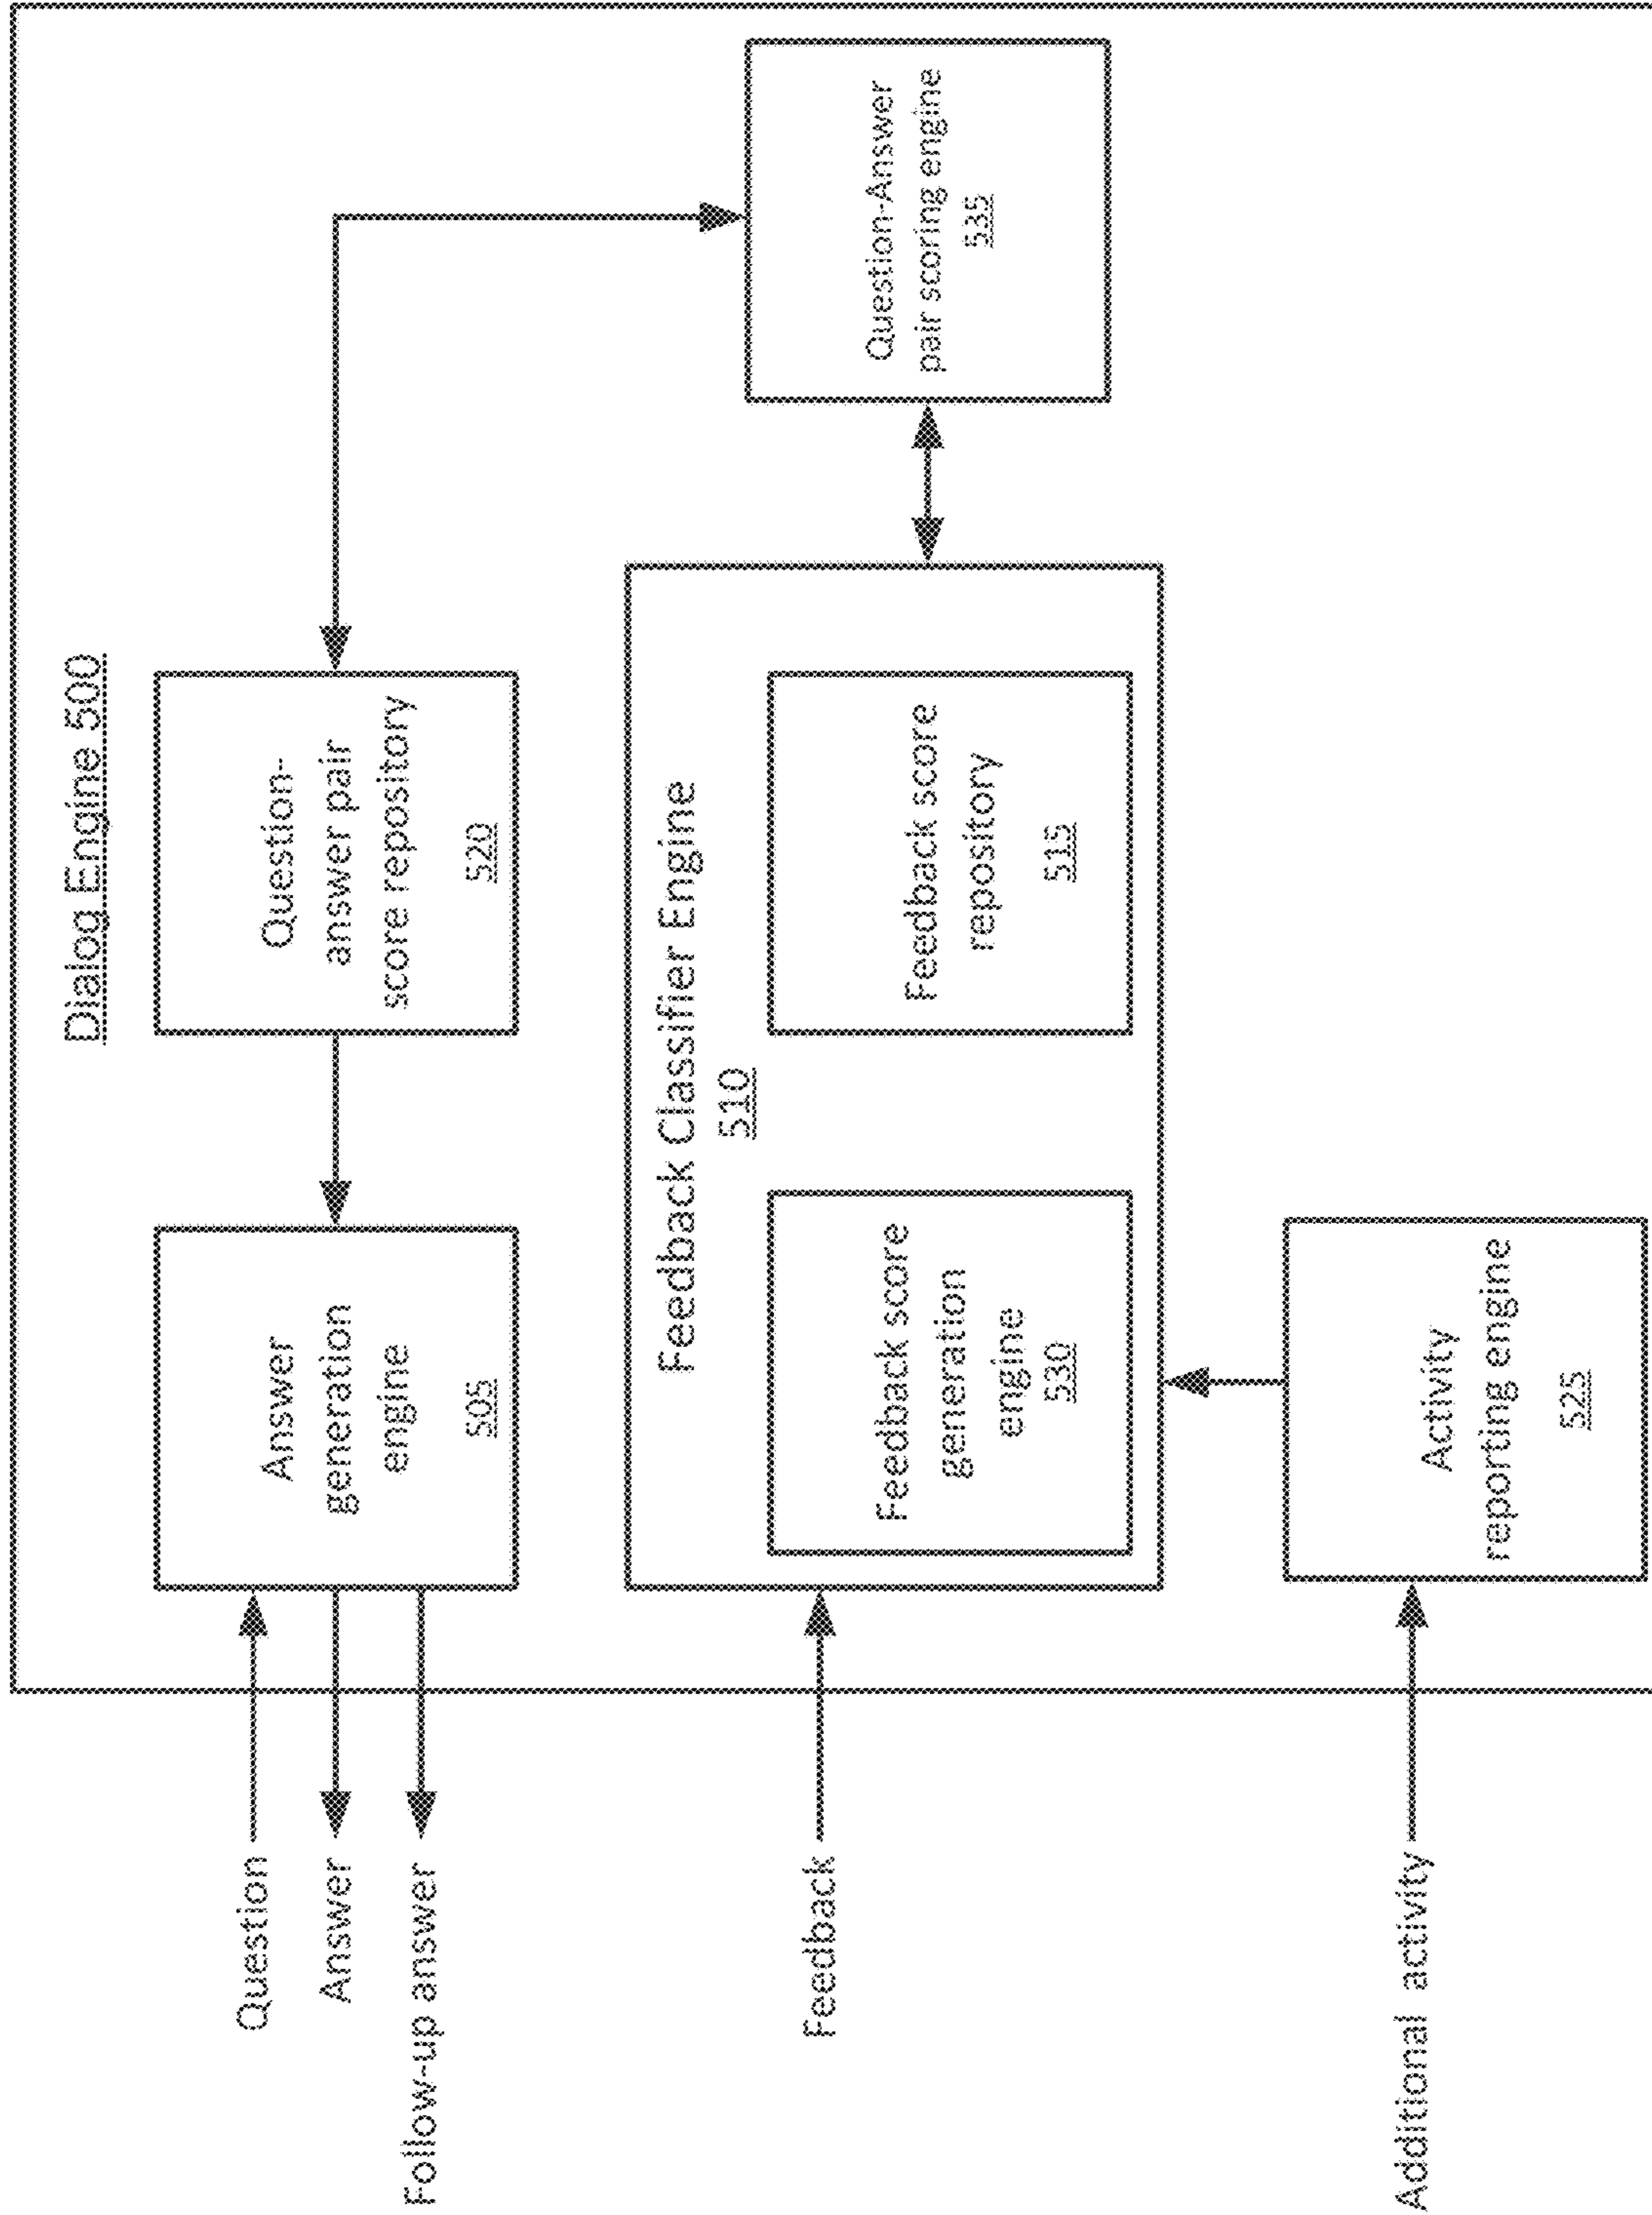 Dialog Engine 500
Question
Answer
Follow-up answer
Answer
generation
engine
505
Question-
answer pair
score repository
520
Feedback
Feedback Classifier Engine
510
Feedback score
generation
engine
530
Feedback score
repository
515
Question-Answer
pair scoring engine
535
Additional activity
Activity
reporting engine
525